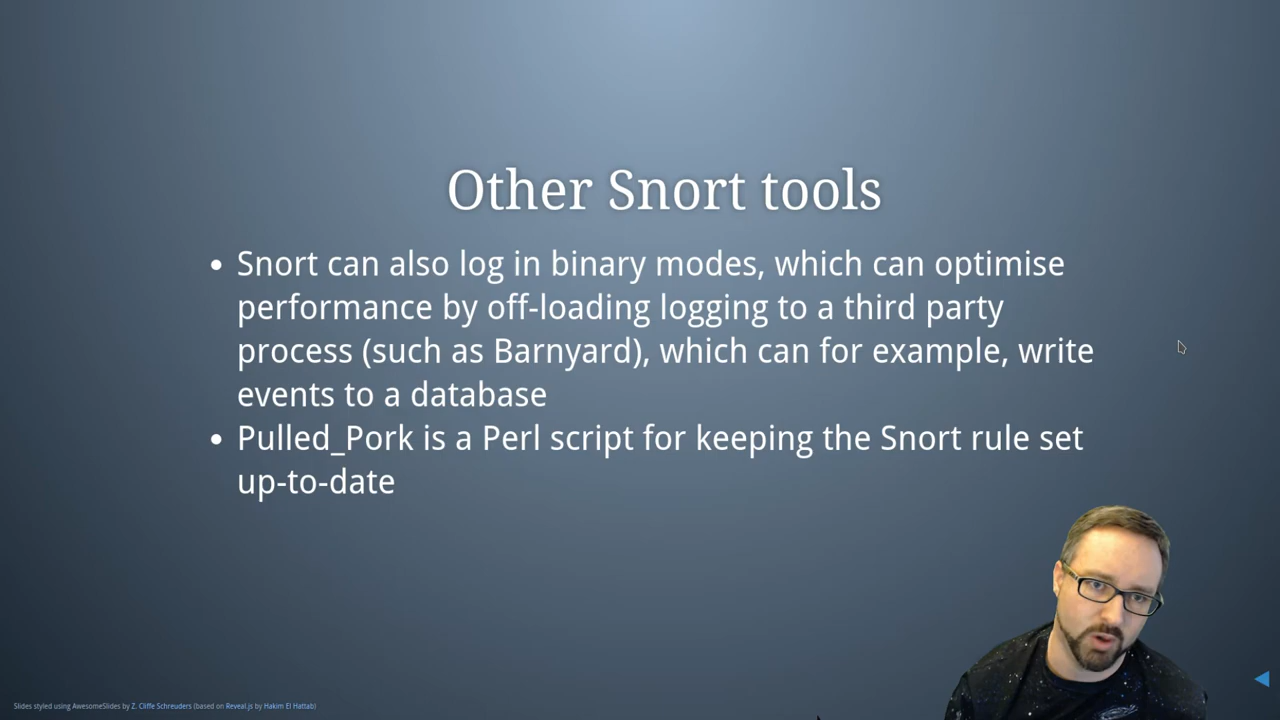 Other Snort tools
• Snort can also log in binary modes, which can optimise
performance by off-loading logging to a third party
process (such as Barnyard), which can for example, write
events to a database
• Pulled_Pork is a Perl script for keeping the Snort rule set
up-to-date
Slides styled using AwesomeSlides by Z. Cliffe Schreuders (based on Reveal.js by Hakim El Hattab)